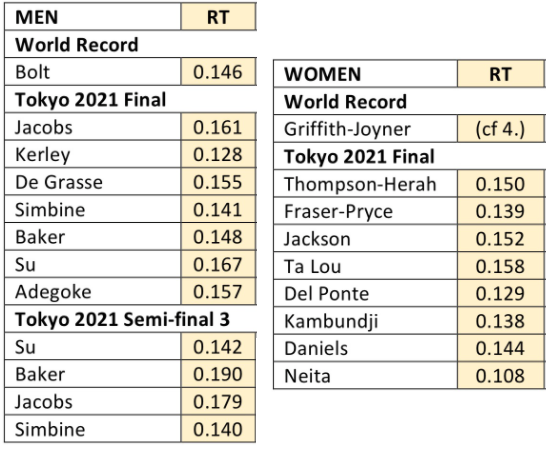 MEN RT
World Record
Bolt 0.146
Tokyo 2021 Final
Jacobs 0.161
Kerley 0.128
De Grasse 0.155
Simbine 0.141
Baker 0.148
Su 0.167
Adegoke 0.157
Tokyo 2021 Semi-final 3
Su 0.142
Baker 0.190
Jacobs 0.179
Simbine 0.140
WOMEN RT
World Record
Griffith-Joyner (cf 4.)
Tokyo 2021 Final
Thompson-Herah 0.150
Fraser-Pryce 0.139
Jackson 0.152
Ta Lou 0.158
Del Ponte 0.129
Kambundji 0.138
Daniels 0.144
Neita 0.108